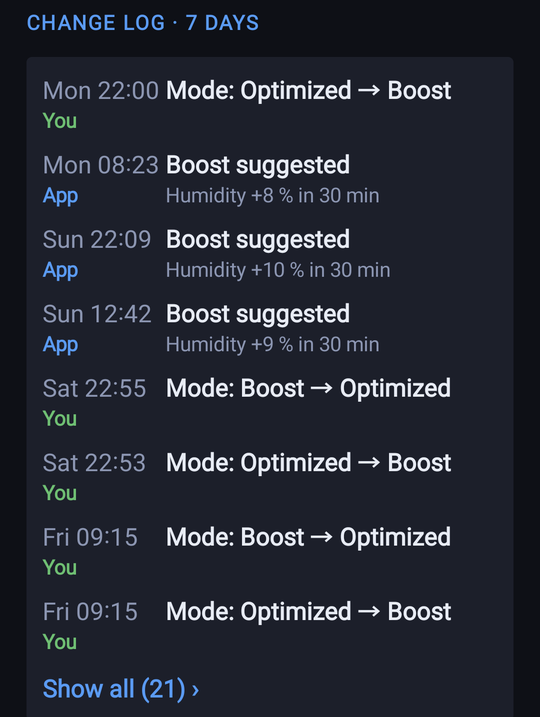 CHANGE LOG · 7 DAYS
Mon 22:00 Mode: Optimized → Boost
You
Mon 08:23 Boost suggested
App Humidity +8 % in 30 min
Sun 22:09 Boost suggested
App Humidity +10 % in 30 min
Sun 12:42 Boost suggested
App Humidity +9 % in 30 min
Sat 22:55 Mode: Boost → Optimized
You
Sat 22:53 Mode: Optimized → Boost
You
Fri 09:15 Mode: Boost → Optimized
You
Fri 09:15 Mode: Optimized → Boost
You
Show all (21) ›